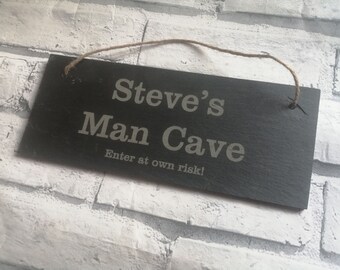 Steve's
Man Cave
Enter at own risk!